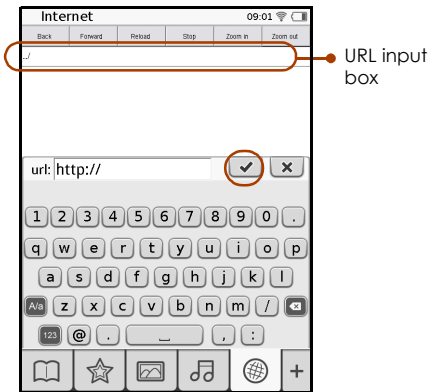 Internet 09:01
Back Forward Reload Stop Zoom in Zoom out
../
URL input
box
url: http://
1 2 3 4 5 6 7 8 9 0 .
q w e r t y u i o p
a s d f g h j k l
A/a z x c v b n m /
123 @ . , :
+